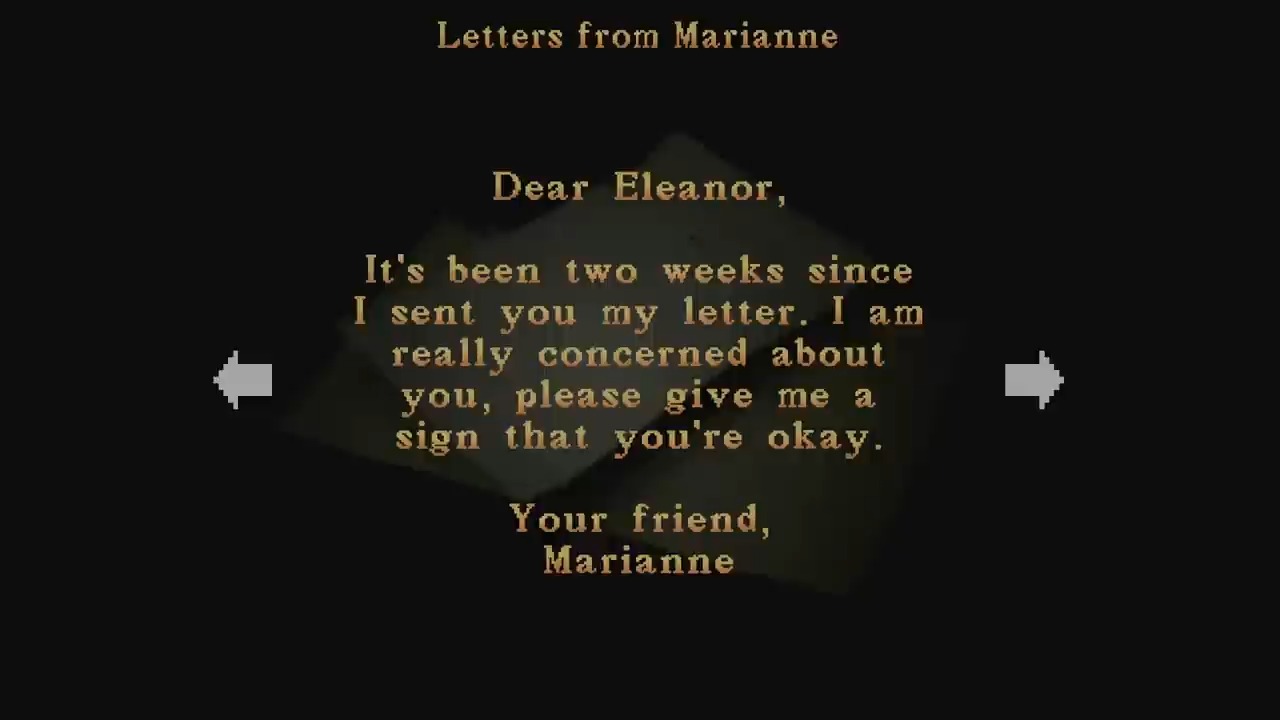 Letters from Marianne
Dear Eleanor,
It's been two weeks since
I sent you my letter. I am
really concerned about
you, please give me a
sign that you're okay.
Your friend,
Marianne